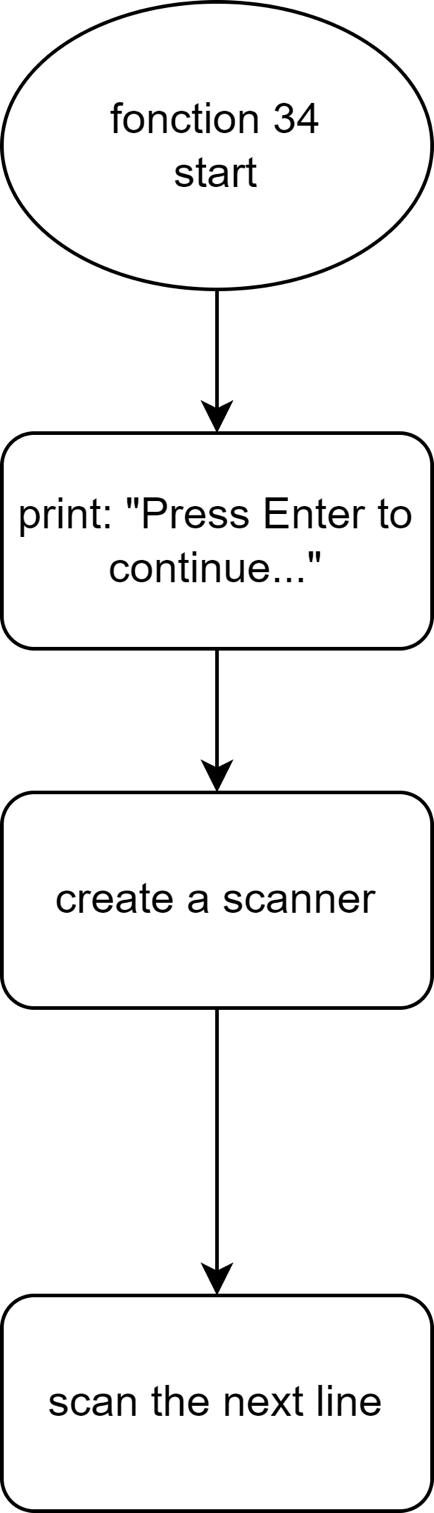 fonction 34
start
print: "Press Enter to
continue..."
create a scanner
scan the next line